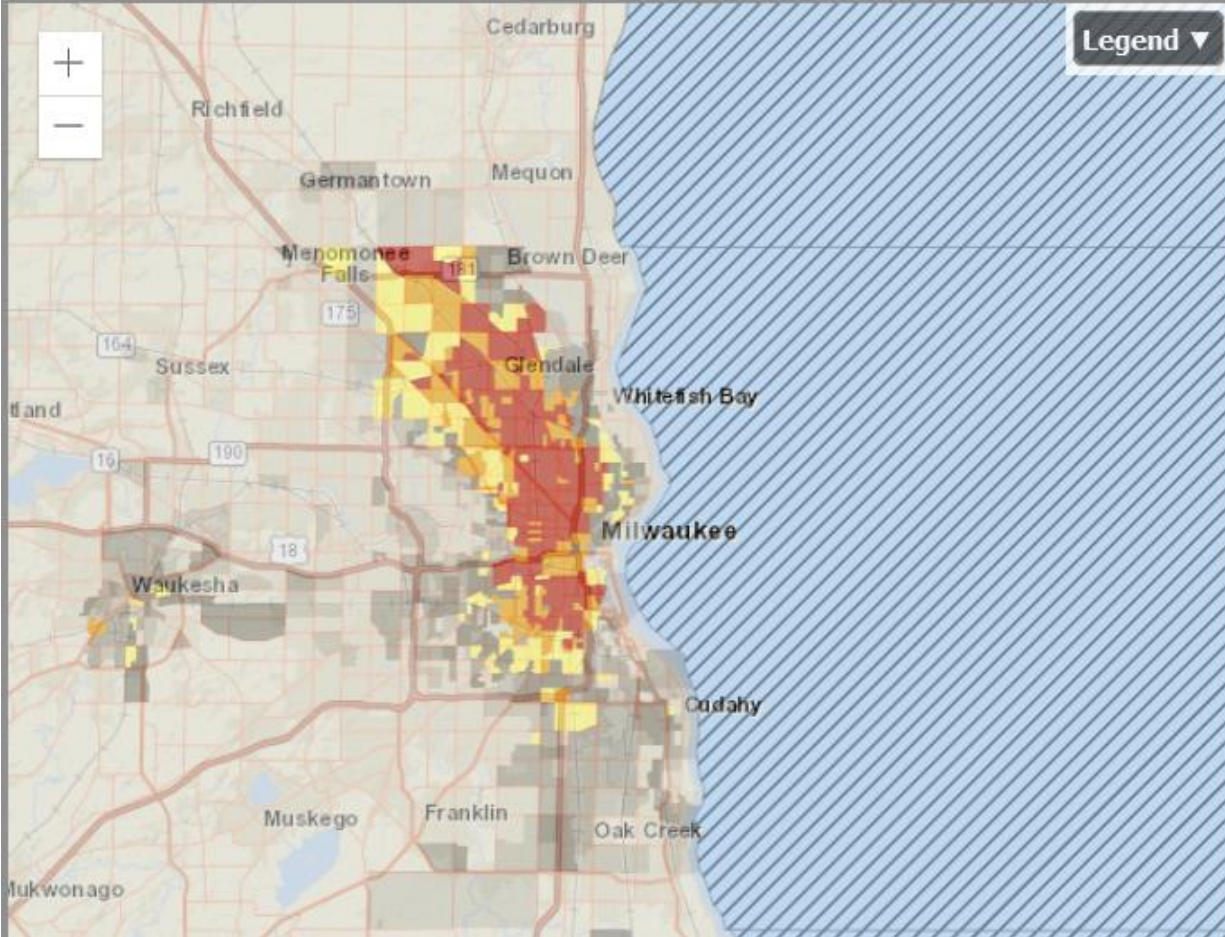 Cedarburg
Legend ▼
+
Richfield
−
Mequon
Germantown
Menomonee
Falls
Brown Deer
181
175
164
Sussex
Glendale
Whitefish Bay
tland
190
16
Milwaukee
18
Waukesha
Cudahy
Muskego
Franklin
Oak Creek
Mukwonago